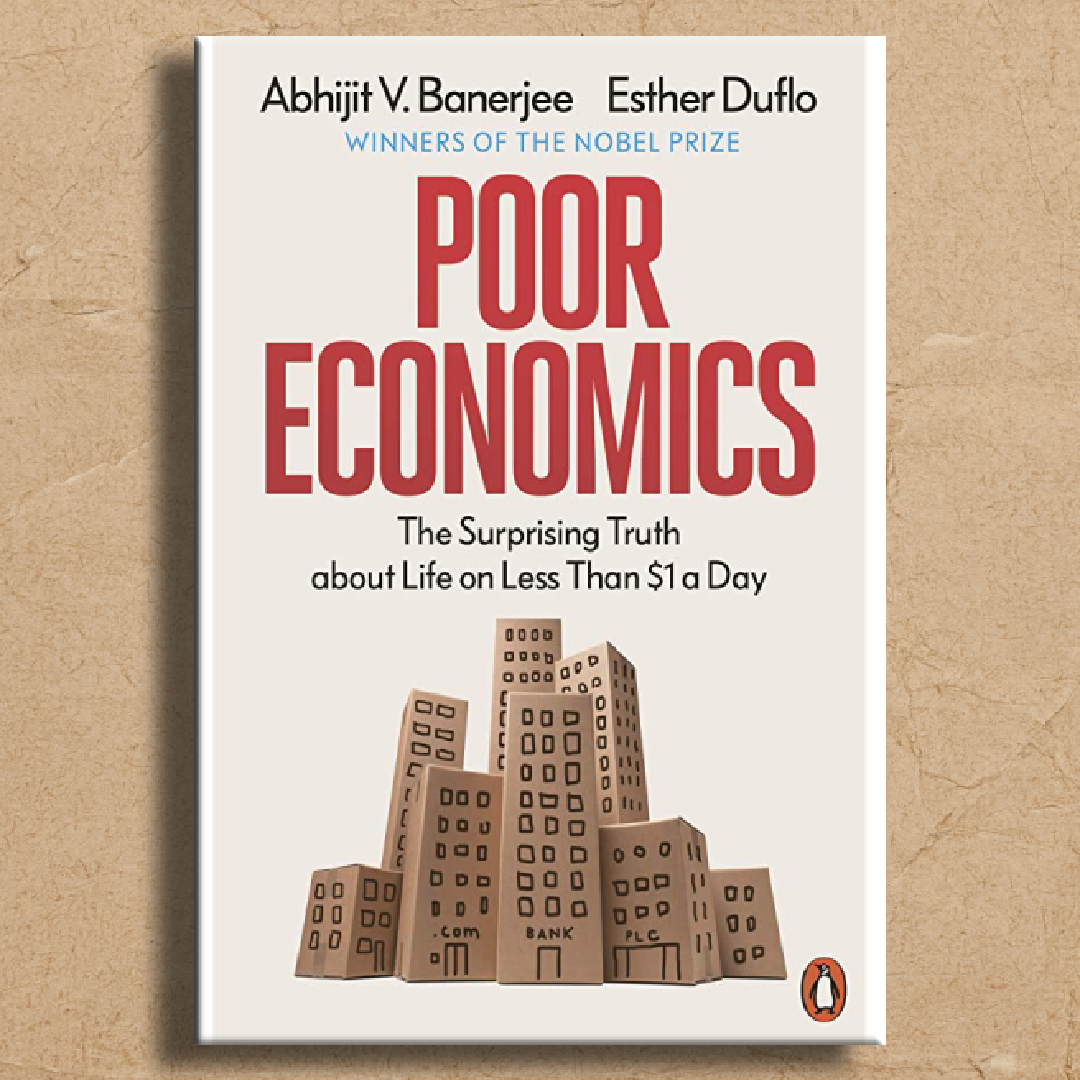 Abhijit V. Banerjee Esther Duflo
WINNERS OF THE NOBEL PRIZE
POOR
ECONOMICS
The Surprising Truth
about Life on Less Than $1 a Day
.com BANK PLC